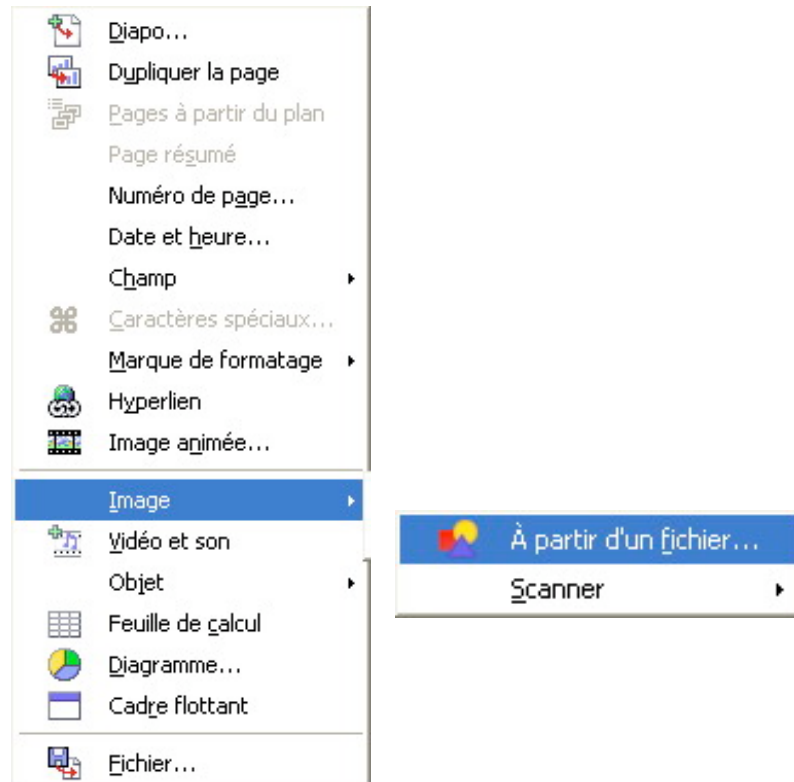 Diapo...
Dupliquer la page
Pages à partir du plan
Page résumé
Numéro de page...
Date et heure...
Champ
Caractères spéciaux...
Marque de formatage
Hyperlien
Image animée...
Image
Vidéo et son
Objet
Feuille de calcul
Diagramme...
Cadre flottant
Fichier...
À partir d'un fichier...
Scanner